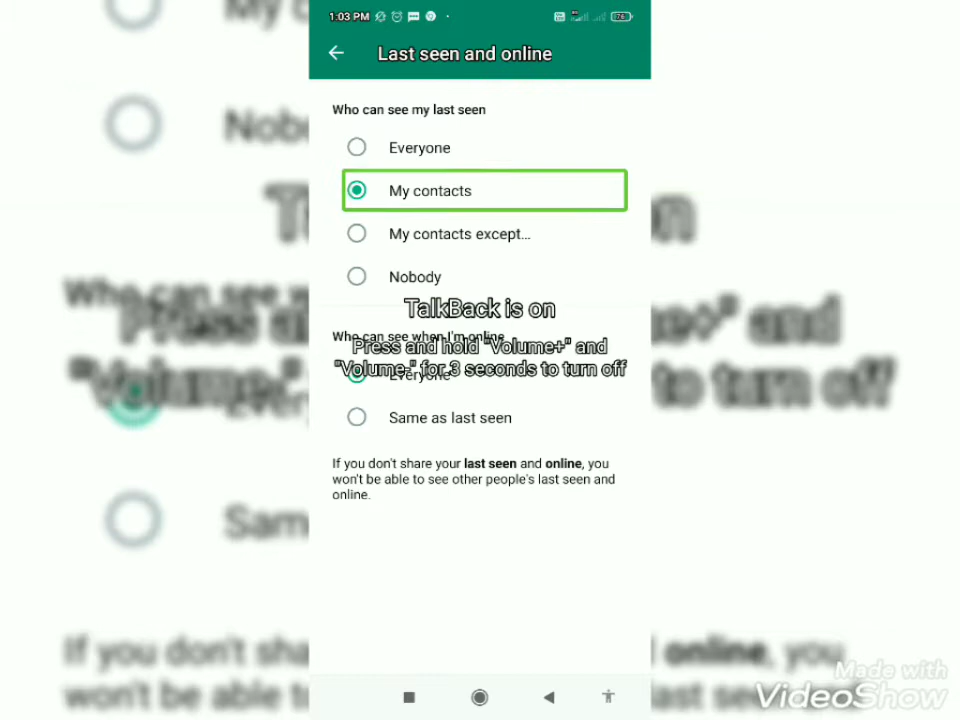 1:03 PM
76
Last seen and online
Who can see my last seen
Everyone
My contacts
My contacts except...
Nobody
TalkBack is on
Who can see when I'm online
Press and hold "Volume+" and
"Volume-" for 3 seconds to turn off
Everyone
Same as last seen
If you don't share your last seen and online, you
won't be able to see other people's last seen and
online.
Made with
VideoShow